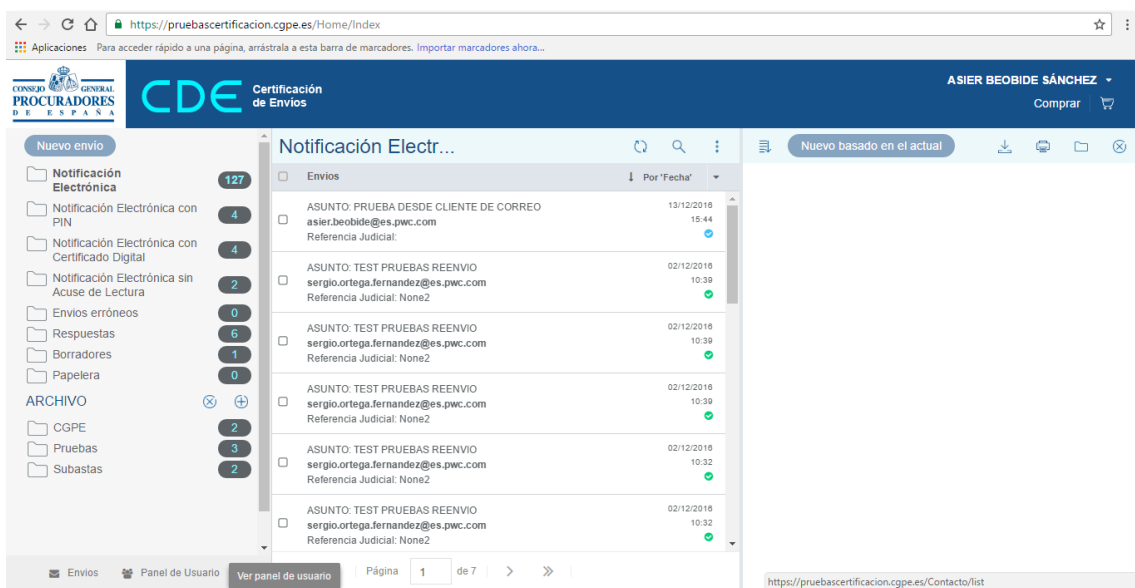 https://pruebascertificacion.cgpe.es/Home/Index
Aplicaciones Para acceder rápido a una página, arrástrala a esta barra de marcadores. Importar marcadores ahora...
CONSEJO GENERAL
PROCURADORES
DE ESPAÑA
CDE
Certificación
de Envíos
ASIER BEOBIDE SÁNCHEZ
Comprar
Nuevo envío
Notificación
Electrónica
127
Notificación Electrónica con
PIN
4
Notificación Electrónica con
Certificado Digital
4
Notificación Electrónica sin
Acuse de Lectura
2
Envios erróneos 0
Respuestas 6
Borradores 1
Papelera 0
ARCHIVO
CGPE 2
Pruebas 3
Subastas 2
Envios Panel de Usuario
Ver panel de usuario
Notificación Electr...
Envios Por 'Fecha'
ASUNTO: PRUEBA DESDE CLIENTE DE CORREO 13/12/2016
asier.beobide@es.pwc.com 15:44
Referencia Judicial:
ASUNTO: TEST PRUEBAS REENVIO 02/12/2016
sergio.ortega.fernandez@es.pwc.com 10:39
Referencia Judicial: None2
ASUNTO: TEST PRUEBAS REENVIO 02/12/2016
sergio.ortega.fernandez@es.pwc.com 10:39
Referencia Judicial: None2
ASUNTO: TEST PRUEBAS REENVIO 02/12/2016
sergio.ortega.fernandez@es.pwc.com 10:39
Referencia Judicial: None2
ASUNTO: TEST PRUEBAS REENVIO 02/12/2016
sergio.ortega.fernandez@es.pwc.com 10:32
Referencia Judicial: None2
ASUNTO: TEST PRUEBAS REENVIO 02/12/2016
sergio.ortega.fernandez@es.pwc.com 10:32
Referencia Judicial: None2
Página 1 de 7
Nuevo basado en el actual
https://pruebascertificacion.cgpe.es/Contacto/list